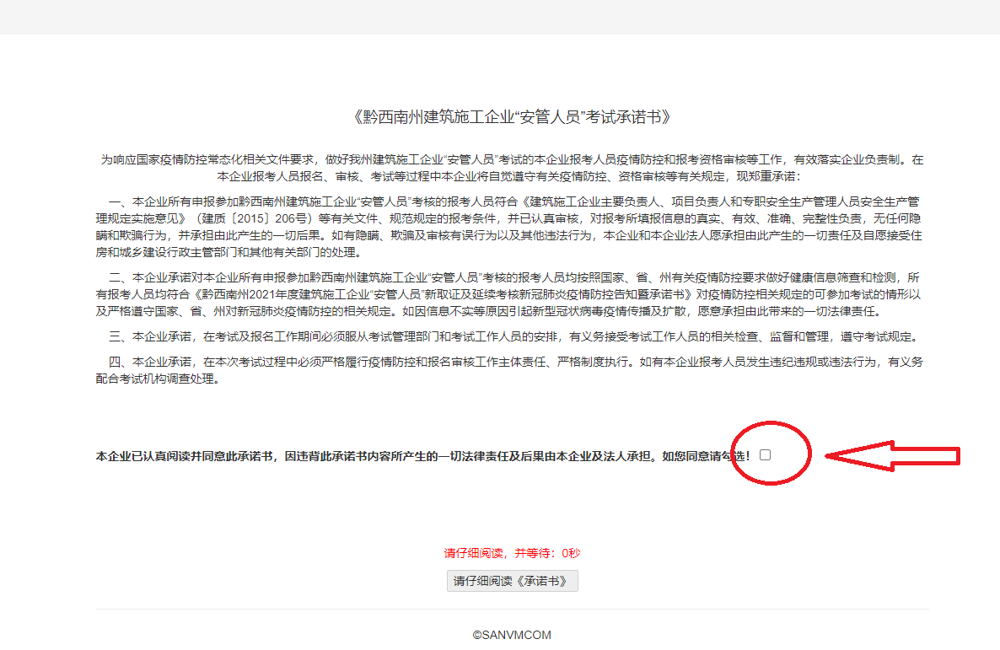 《黔西南州建筑施工企业“安管人员”考试承诺书》
为响应国家疫情防控常态化相关文件要求，做好我州建筑施工企业“安管人员”考试的本企业报考人员疫情防控和报考资格审核等工作，有效落实企业负责制。在
本企业报考人员报名、审核、考试等过程中本企业将自觉遵守有关疫情防控、资格审核等有关规定，现郑重承诺：
一、本企业所有申报参加黔西南州建筑施工企业“安管人员”考核的报考人员符合《建筑施工企业主要负责人、项目负责人和专职安全生产管理人员安全生产管
理规定实施意见》（建质〔2015〕206号）等有关文件、规范规定的报考条件，并已认真审核，对报考所填报信息的真实、有效、准确、完整性负责，无任何隐
瞒和欺骗行为，并承担由此产生的一切后果。如有隐瞒、欺骗及审核有误行为以及其他违法行为，本企业和本企业法人愿承担由此产生的一切责任及自愿接受住
房和城乡建设行政主管部门和其他有关部门的处理。
二、本企业承诺对本企业所有申报参加黔西南州建筑施工企业“安管人员”考核的报考人员均按照国家、省、州有关疫情防控要求做好健康信息筛查和检测，所
有报考人员均符合《黔西南州2021年度建筑施工企业“安管人员”新取证及延续考核新冠肺炎疫情防控告知暨承诺书》对疫情防控相关规定的可参加考试的情形以
及严格遵守国家、省、州对新冠肺炎疫情防控的相关规定。如因信息不实等原因引起新型冠状病毒疫情传播及扩散，愿意承担由此带来的一切法律责任。
三、本企业承诺，在考试及报名工作期间必须服从考试管理部门和考试工作人员的安排，有义务接受考试工作人员的相关检查、监督和管理，遵守考试规定。
四、本企业承诺，在本次考试过程中必须严格履行疫情防控和报名审核工作主体责任、严格制度执行。如有本企业报考人员发生违纪违规或违法行为，有义务
配合考试机构调查处理。
本企业已认真阅读并同意此承诺书，因违背此承诺书内容所产生的一切法律责任及后果由本企业及法人承担。如您同意请勾选！
请仔细阅读，并等待：0秒
请仔细阅读《承诺书》
©SANVMCOM